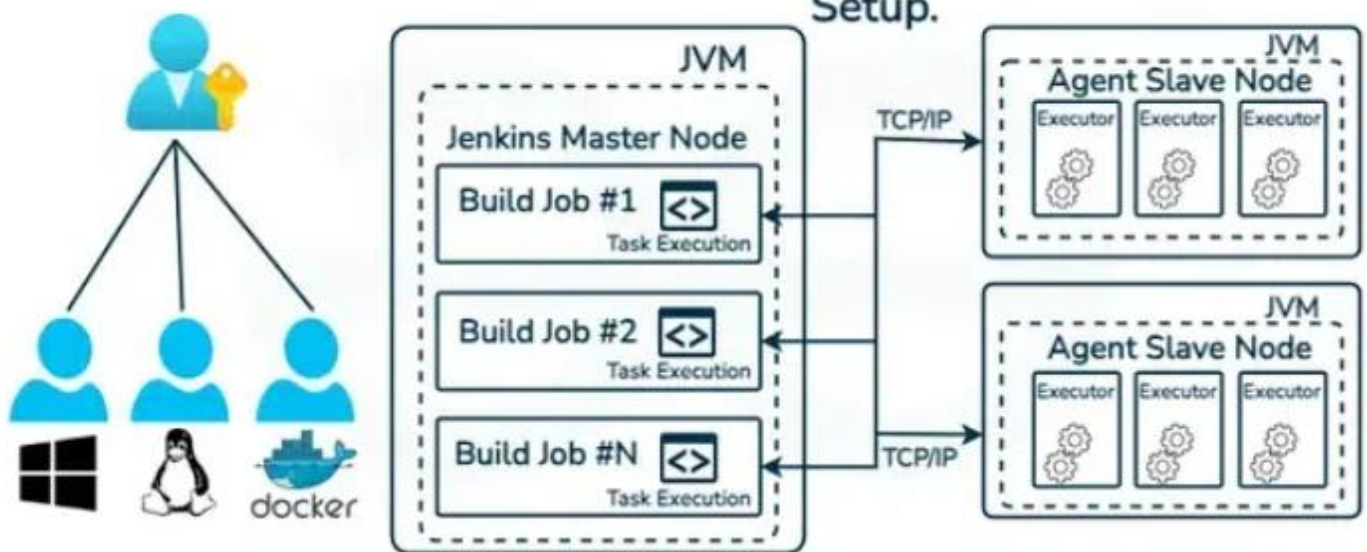 Setup.
docker
JVM
Jenkins Master Node
Build Job #1
Task Execution
Build Job #2
Task Execution
Build Job #N
Task Execution
TCP/IP
TCP/IP
JVM
Agent Slave Node
Executor Executor Executor
JVM
Agent Slave Node
Executor Executor Executor